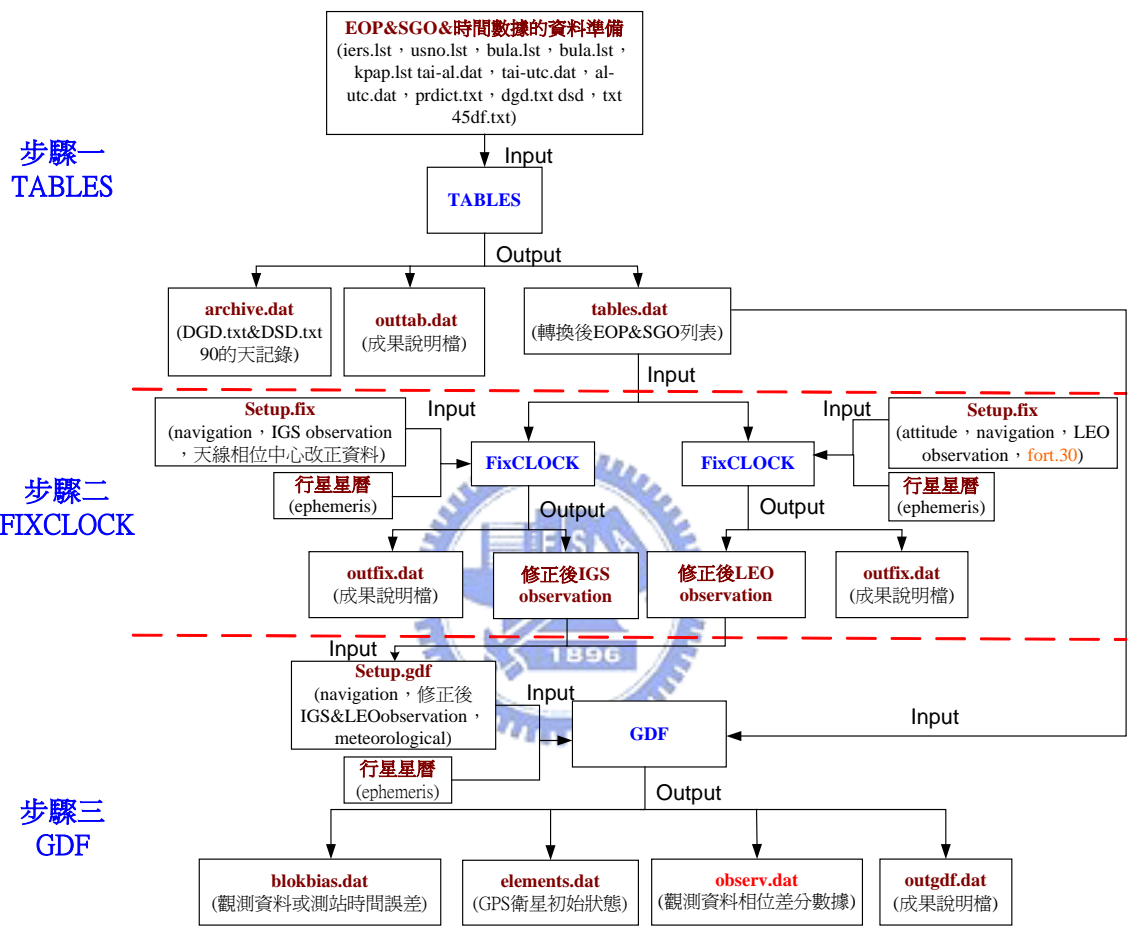 EOP&SGO&時間數據的資料準備
(iers.lst，usno.lst，bula.lst，bula.lst，
kpap.lst tai-al.dat，tai-utc.dat，al-
utc.dat，prdict.txt，dgd.txt dsd，txt
45df.txt)
步驟一
TABLES
Input
TABLES
Output
archive.dat
(DGD.txt&DSD.txt
90的天記錄)
outtab.dat
(成果說明檔)
tables.dat
(轉換後EOP&SGO列表)
Input
步驟二
FIXCLOCK
Setup.fix
(navigation，IGS observation
，天線相位中心改正資料)
Input
行星星曆
(ephemeris)
FixCLOCK
Output
FixCLOCK
Output
Input
Setup.fix
(attitude，navigation，LEO
observation，fort.30)
行星星曆
(ephemeris)
outfix.dat
(成果說明檔)
修正後IGS
observation
修正後LEO
observation
outfix.dat
(成果說明檔)
ES
1896
步驟三
GDF
Input
Setup.gdf
(navigation，修正後
IGS&LEOobservation，
meteorological)
Input
行星星曆
(ephemeris)
GDF
Input
Output
blokbias.dat
(觀測資料或測站時間誤差)
elements.dat
(GPS衛星初始狀態)
observ.dat
(觀測資料相位差分數據)
outgdf.dat
(成果說明檔)